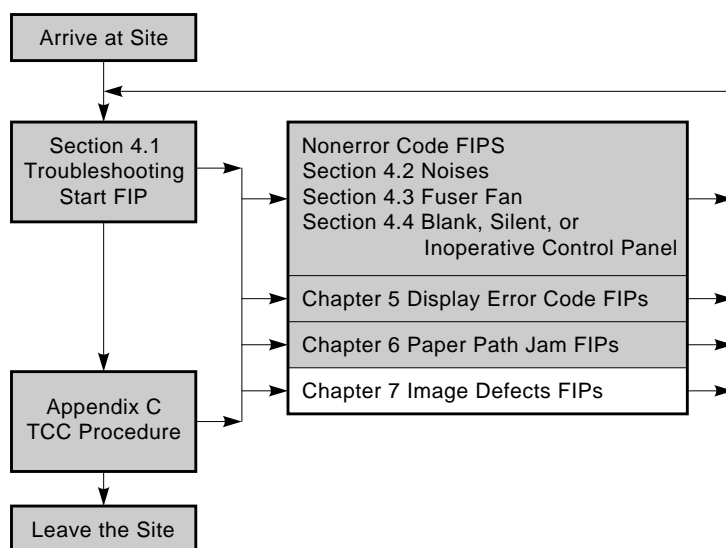 Arrive at Site
Section 4.1
Troubleshooting
Start FIP
Nonerror Code FIPS
Section 4.2 Noises
Section 4.3 Fuser Fan
Section 4.4 Blank, Silent, or
Inoperative Control Panel
Chapter 5 Display Error Code FIPs
Chapter 6 Paper Path Jam FIPs
Chapter 7 Image Defects FIPs
Appendix C
TCC Procedure
Leave the Site